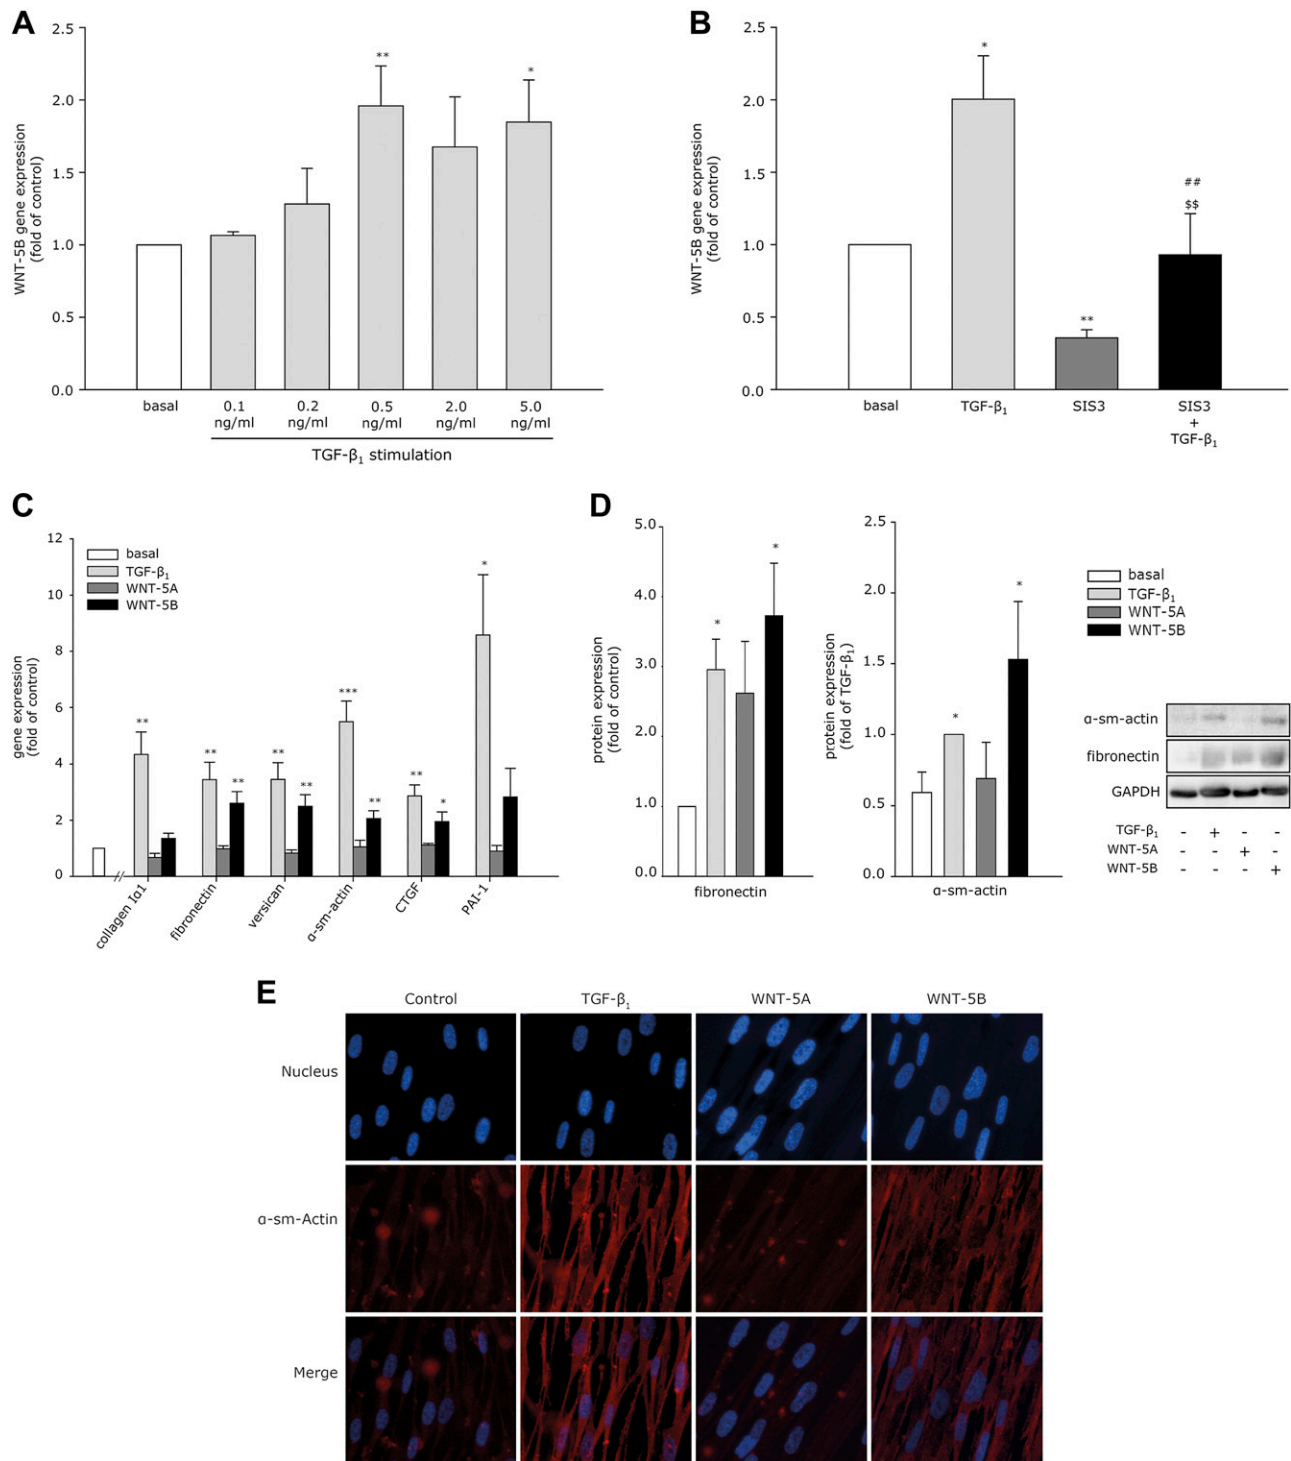 A
2.5
2.0
1.5
1.0
0.5
0.0
WNT-5B gene expression
(fold of control)
**
*
basal
0.1
ng/ml
0.2
ng/ml
0.5
ng/ml
2.0
ng/ml
5.0
ng/ml
TGF-β1 stimulation
B
2.5
2.0
1.5
1.0
0.5
0.0
WNT-5B gene expression
(fold of control)
*
**
##
$$
basal
TGF-β1
SIS3
SIS3
+
TGF-β1
C
12
10
8
6
4
2
0
gene expression
(fold of control)
basal
TGF-β1
WNT-5A
WNT-5B
**
**
**
**
**
***
**
**
*
*
collagen Iα1
fibronectin
versican
α-sm-actin
CTGF
PAI-1
D
5.0
4.0
3.0
2.0
1.0
0.0
protein expression
(fold of control)
*
*
fibronectin
2.5
2.0
1.5
1.0
0.5
0.0
protein expression
(fold of TGF-β1)
*
*
α-sm-actin
basal
TGF-β1
WNT-5A
WNT-5B
α-sm-actin
fibronectin
GAPDH
TGF-β1 - + - -
WNT-5A - - + -
WNT-5B - - - +
E
Control TGF-β1 WNT-5A WNT-5B
Nucleus
α-sm-Actin
Merge